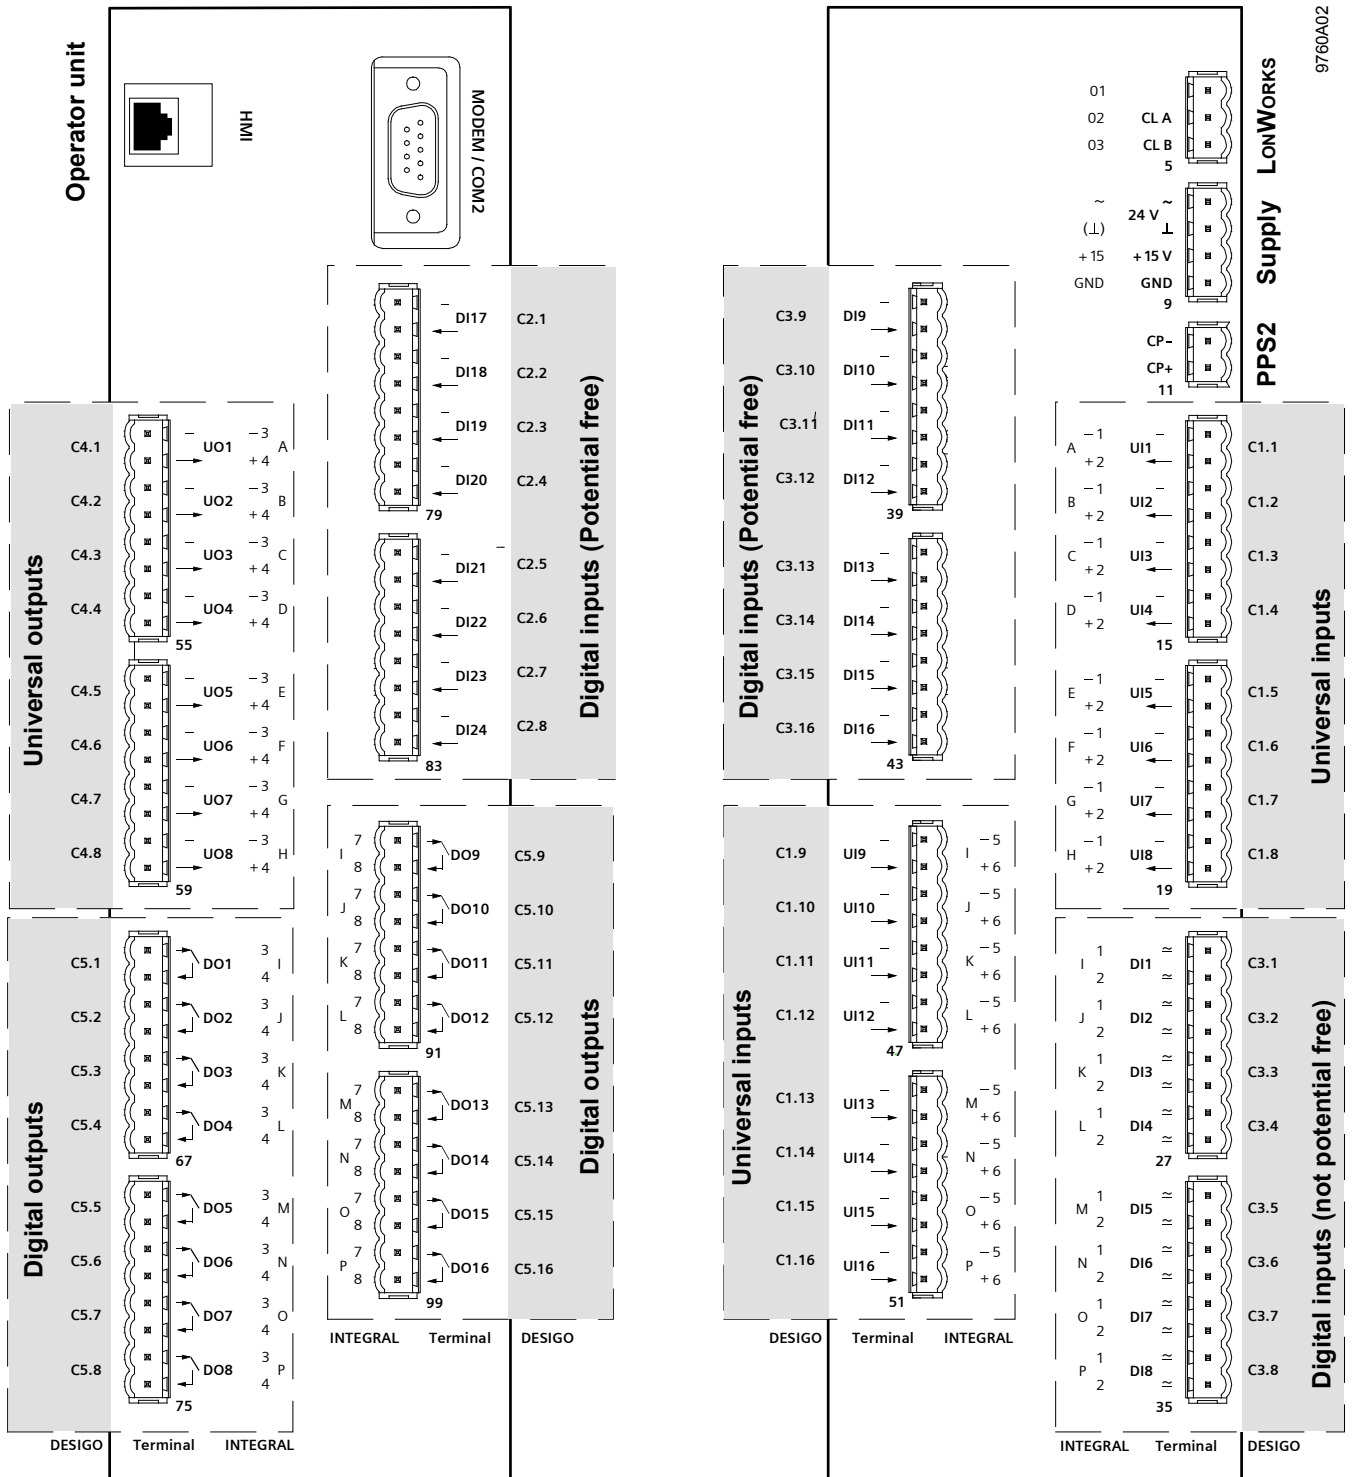 Operator unit
HMI
MODEM / COM2
9760A02
LONWORKS
01
02 CL A
03 CL B
5
Supply
~ ~
24 V
(⊥) ⊥
+15 +15 V
GND GND
9
PPS2
CP-
CP+
11
Universal outputs
C4.1 − UO1 −3 A
+4
C4.2 − UO2 −3 B
+4
C4.3 − UO3 −3 C
+4
C4.4 − UO4 −3 D
+4
55
C4.5 − UO5 −3 E
+4
C4.6 − UO6 −3 F
+4
C4.7 − UO7 −3 G
+4
C4.8 − UO8 −3 H
+4
59
Digital outputs
C5.1 DO1 3 I
4
C5.2 DO2 3 J
4
C5.3 DO3 3 K
4
C5.4 DO4 3 L
4
67
C5.5 DO5 3 M
4
C5.6 DO6 3 N
4
C5.7 DO7 3 O
4
C5.8 DO8 3 P
4
75
DESIGO Terminal INTEGRAL
Digital inputs (Potential free)
− DI17 C2.1
− DI18 C2.2
− DI19 C2.3
− DI20 C2.4
79
− DI21 C2.5
− DI22 C2.6
− DI23 C2.7
− DI24 C2.8
83
Digital outputs
I 7 DO9 C5.9
8
J 7 DO10 C5.10
8
K 7 DO11 C5.11
8
L 7 DO12 C5.12
8
91
M 7 DO13 C5.13
8
N 7 DO14 C5.14
8
O 7 DO15 C5.15
8
P 7 DO16 C5.16
8
99
INTEGRAL Terminal DESIGO
Digital inputs (Potential free)
C3.9 DI9 −
C3.10 DI10 −
C3.11 DI11 −
C3.12 DI12 −
39
C3.13 DI13 −
C3.14 DI14 −
C3.15 DI15 −
C3.16 DI16 −
43
Universal inputs
C1.9 UI9 − I −5
+6
C1.10 UI10 − J −5
+6
C1.11 UI11 − K −5
+6
C1.12 UI12 − L −5
+6
47
C1.13 UI13 − M −5
+6
C1.14 UI14 − N −5
+6
C1.15 UI15 − O −5
+6
C1.16 UI16 − P −5
+6
51
DESIGO Terminal INTEGRAL
Universal inputs
A −1 UI1 − C1.1
+2
B −1 UI2 − C1.2
+2
C −1 UI3 − C1.3
+2
D −1 UI4 − C1.4
+2
15
E −1 UI5 − C1.5
+2
F −1 UI6 − C1.6
+2
G −1 UI7 − C1.7
+2
H −1 UI8 − C1.8
+2
19
Digital inputs (not potential free)
I 1 DI1 ≃ C3.1
2 ≃
J 1 DI2 ≃ C3.2
2 ≃
K 1 DI3 ≃ C3.3
2 ≃
L 1 DI4 ≃ C3.4
2 ≃
27
M 1 DI5 ≃ C3.5
2 ≃
N 1 DI6 ≃ C3.6
2 ≃
O 1 DI7 ≃ C3.7
2 ≃
P 1 DI8 ≃ C3.8
2 ≃
35
INTEGRAL Terminal DESIGO